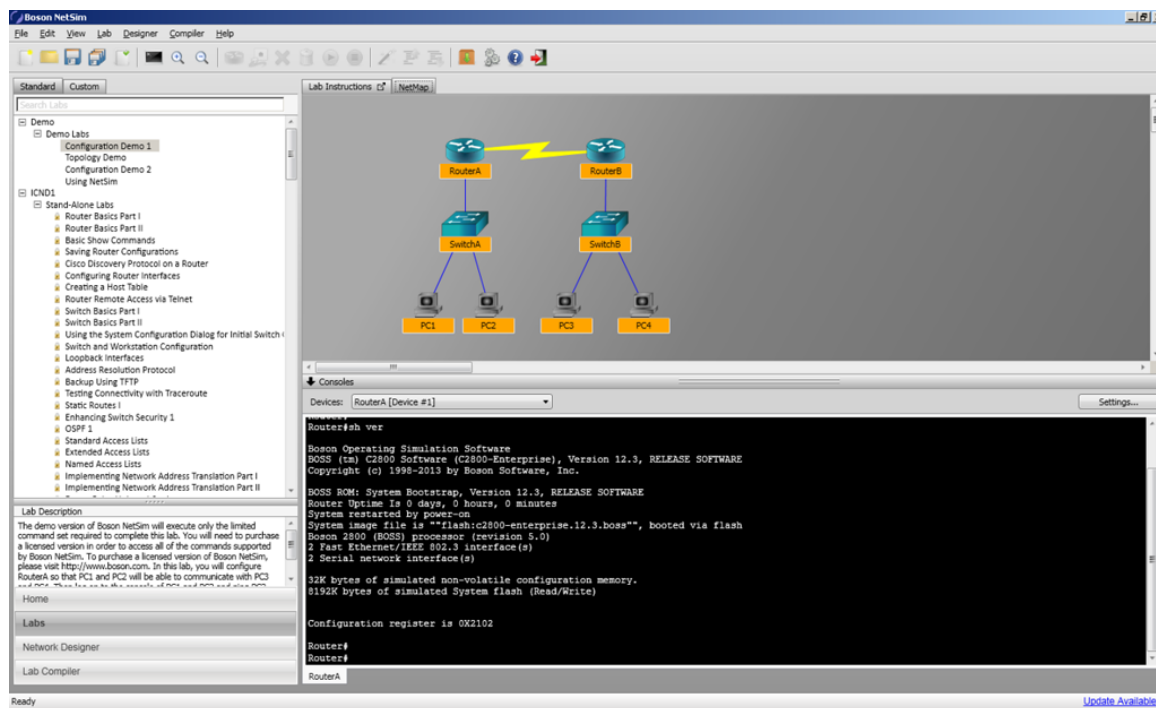 Boson NetSim
File Edit View Lab Designer Compiler Help
Standard Custom
Search Labs
Demo
Demo Labs
Configuration Demo 1
Topology Demo
Configuration Demo 2
Using NetSim
ICND1
Stand-Alone Labs
Router Basics Part I
Router Basics Part II
Basic Show Commands
Saving Router Configurations
Cisco Discovery Protocol on a Router
Configuring Router Interfaces
Creating a Host Table
Router Remote Access via Telnet
Switch Basics Part I
Switch Basics Part II
Using the System Configuration Dialog for Initial Switch
Switch and Workstation Configuration
Loopback Interfaces
Address Resolution Protocol
Backup Using TFTP
Testing Connectivity with Traceroute
Static Routes I
Enhancing Switch Security 1
OSPF 1
Standard Access Lists
Extended Access Lists
Named Access Lists
Implementing Network Address Translation Part I
Implementing Network Address Translation Part II
Lab Description
The demo version of Boson NetSim will execute only the limited
command set required to complete this lab. You will need to purchase
a licensed version in order to access all of the commands supported
by Boson NetSim. To purchase a licensed version of Boson NetSim,
please visit http://www.boson.com. In this lab, you will configure
RouterA so that PC1 and PC2 will be able to communicate with PC3
Home
Labs
Network Designer
Lab Compiler
Ready
Lab Instructions NetMap
RouterA RouterB
SwitchA SwitchB
PC1 PC2 PC3 PC4
Consoles
Devices: RouterA [Device #1] Settings...
Router#sh ver
Boson Operating Simulation Software
BOSS (tm) C2800 Software (C2800-Enterprise), Version 12.3, RELEASE SOFTWARE
Copyright (c) 1998-2013 by Boson Software, Inc.
BOSS ROM: System Bootstrap, Version 12.3, RELEASE SOFTWARE
Router Uptime Is 0 days, 0 hours, 0 minutes
System restarted by power-on
System image file is ""flash:c2800-enterprise.12.3.boss"", booted via flash
Boson 2800 (BOSS) processor (revision 5.0)
2 Fast Ethernet/IEEE 802.3 interface(s)
2 Serial network interface(s)
32K bytes of simulated non-volatile configuration memory.
8192K bytes of simulated System flash (Read/Write)
Configuration register is 0X2102
Router#
Router#
RouterA
Update Available